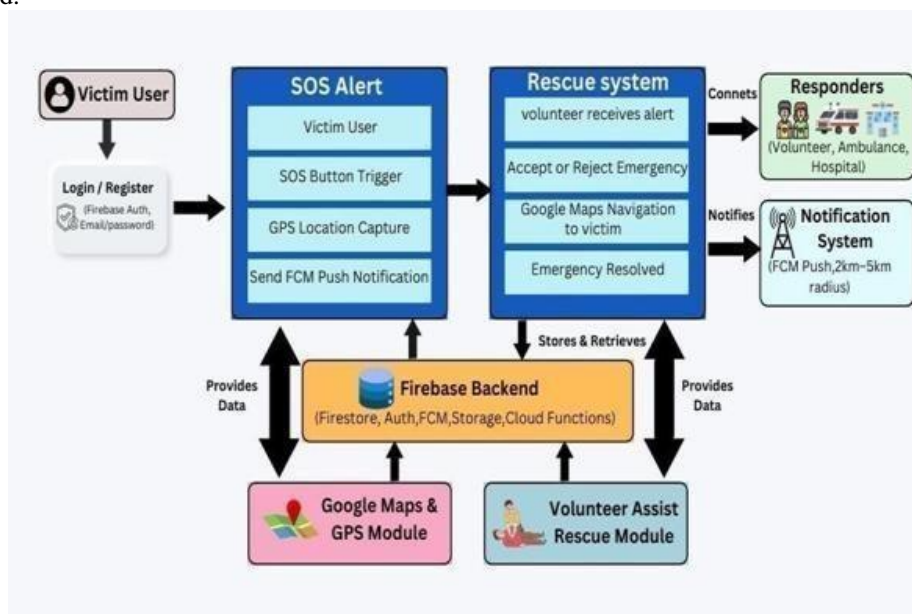 d.
Victim User
Login / Register
(Firebase Auth,
Email/password)
SOS Alert
Victim User
SOS Button Trigger
GPS Location Capture
Send FCM Push Notification
Rescue system
volunteer receives alert
Accept or Reject Emergency
Google Maps Navigation
to victim
Emergency Resolved
Connets
Responders
(Volunteer, Ambulance,
Hospital)
Notifies
Notification
System
(FCM Push,2km-5km
radius)
Stores & Retrieves
Provides
Data
Firebase Backend
(Firestore, Auth,FCM,Storage,Cloud Functions)
Provides
Data
Google Maps &
GPS Module
Volunteer Assist
Rescue Module